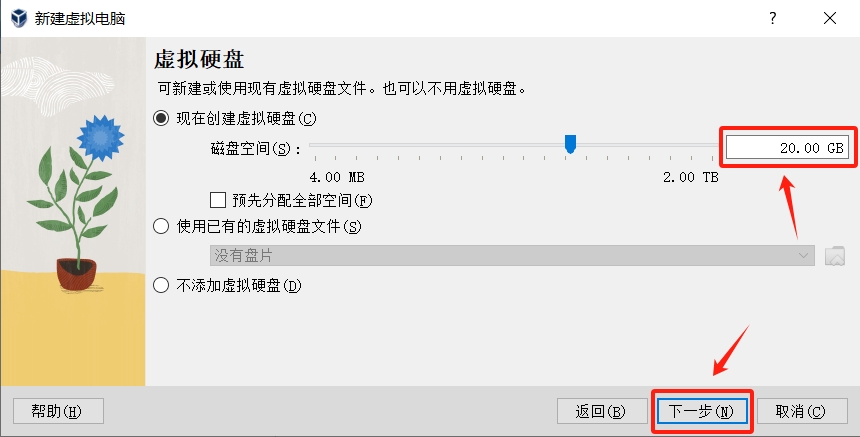 新建虚拟电脑
?
虚拟硬盘
可新建或使用现有虚拟硬盘文件。也可以不用虚拟硬盘。
现在创建虚拟硬盘(C)
磁盘空间(S):
20.00 GB
4.00 MB 2.00 TB
预先分配全部空间(F)
使用已有的虚拟硬盘文件(S)
没有盘片
不添加虚拟硬盘(D)
帮助(H) 返回(B) 下一步(N) 取消(C)